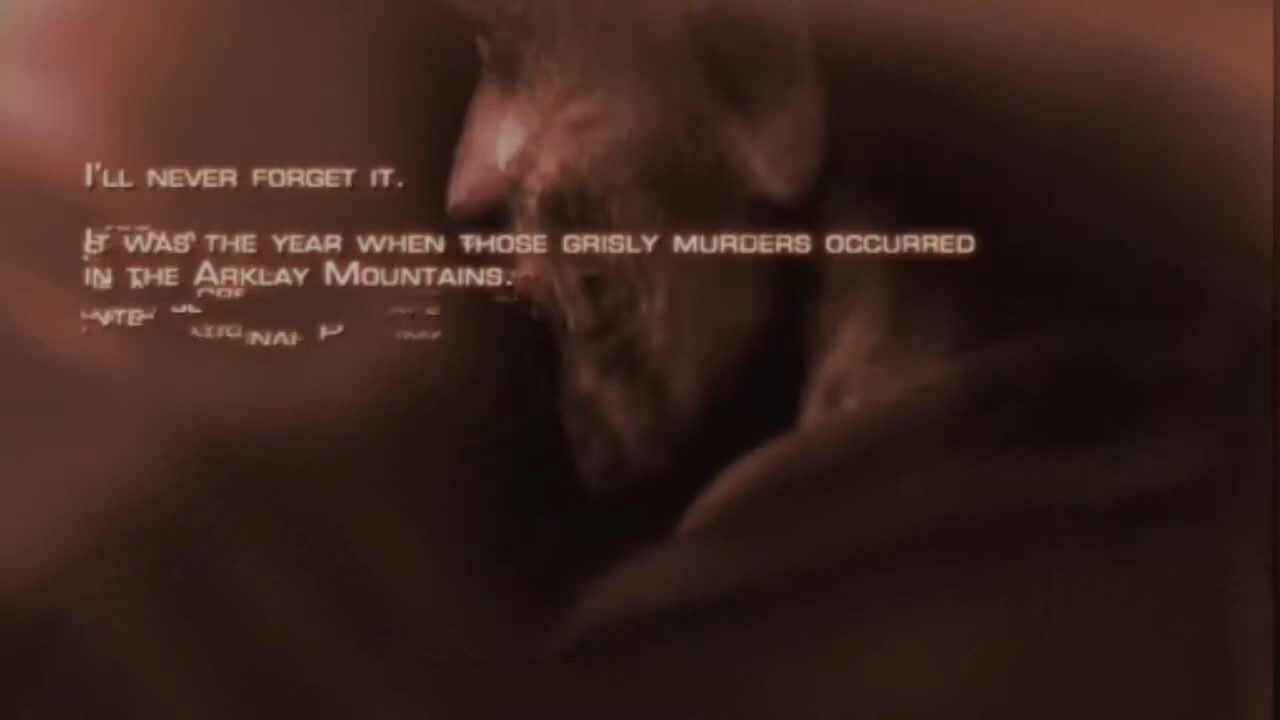 I'LL NEVER FORGET IT.
IT WAS THE YEAR WHEN THOSE GRISLY MURDERS OCCURRED
IN THE ARKLAY MOUNTAINS.